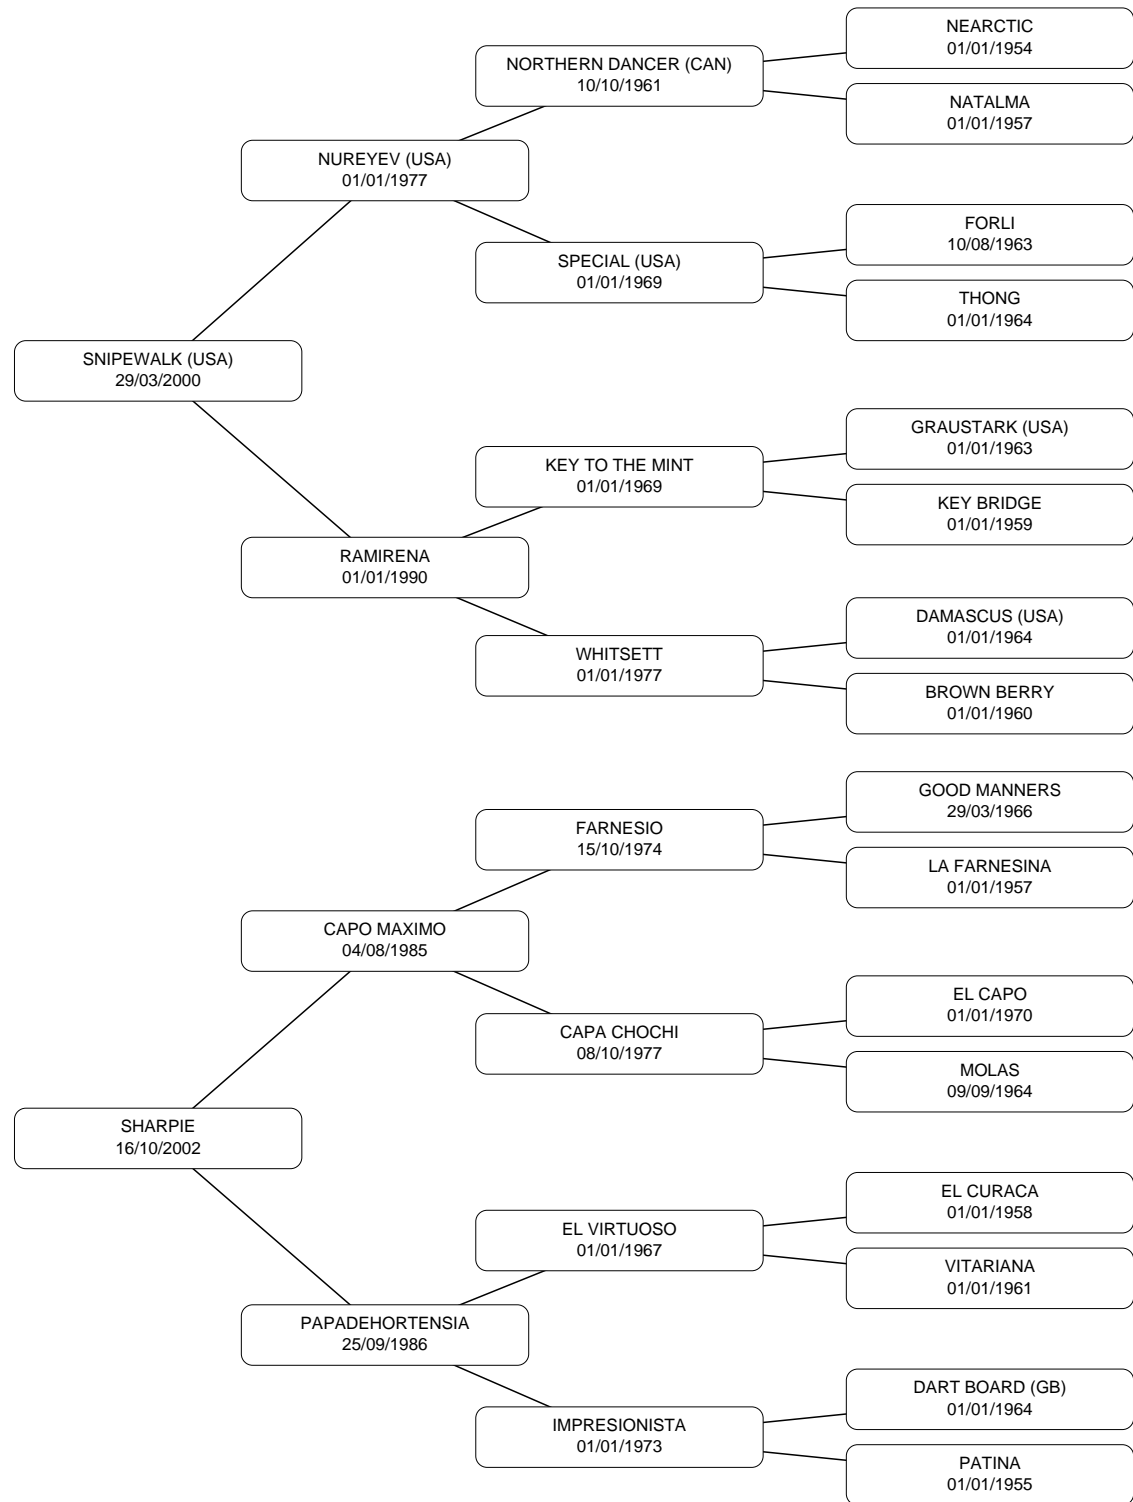 NEARCTIC
01/01/1954
NORTHERN DANCER (CAN)
10/10/1961
NATALMA
01/01/1957
NUREYEV (USA)
01/01/1977
FORLI
10/08/1963
SPECIAL (USA)
01/01/1969
THONG
01/01/1964
SNIPEWALK (USA)
29/03/2000
GRAUSTARK (USA)
01/01/1963
KEY TO THE MINT
01/01/1969
KEY BRIDGE
01/01/1959
RAMIRENA
01/01/1990
DAMASCUS (USA)
01/01/1964
WHITSETT
01/01/1977
BROWN BERRY
01/01/1960
GOOD MANNERS
29/03/1966
FARNESIO
15/10/1974
LA FARNESINA
01/01/1957
CAPO MAXIMO
04/08/1985
EL CAPO
01/01/1970
CAPA CHOCHI
08/10/1977
MOLAS
09/09/1964
SHARPIE
16/10/2002
EL CURACA
01/01/1958
EL VIRTUOSO
01/01/1967
VITARIANA
01/01/1961
PAPADEHORTENSIA
25/09/1986
DART BOARD (GB)
01/01/1964
IMPRESIONISTA
01/01/1973
PATINA
01/01/1955